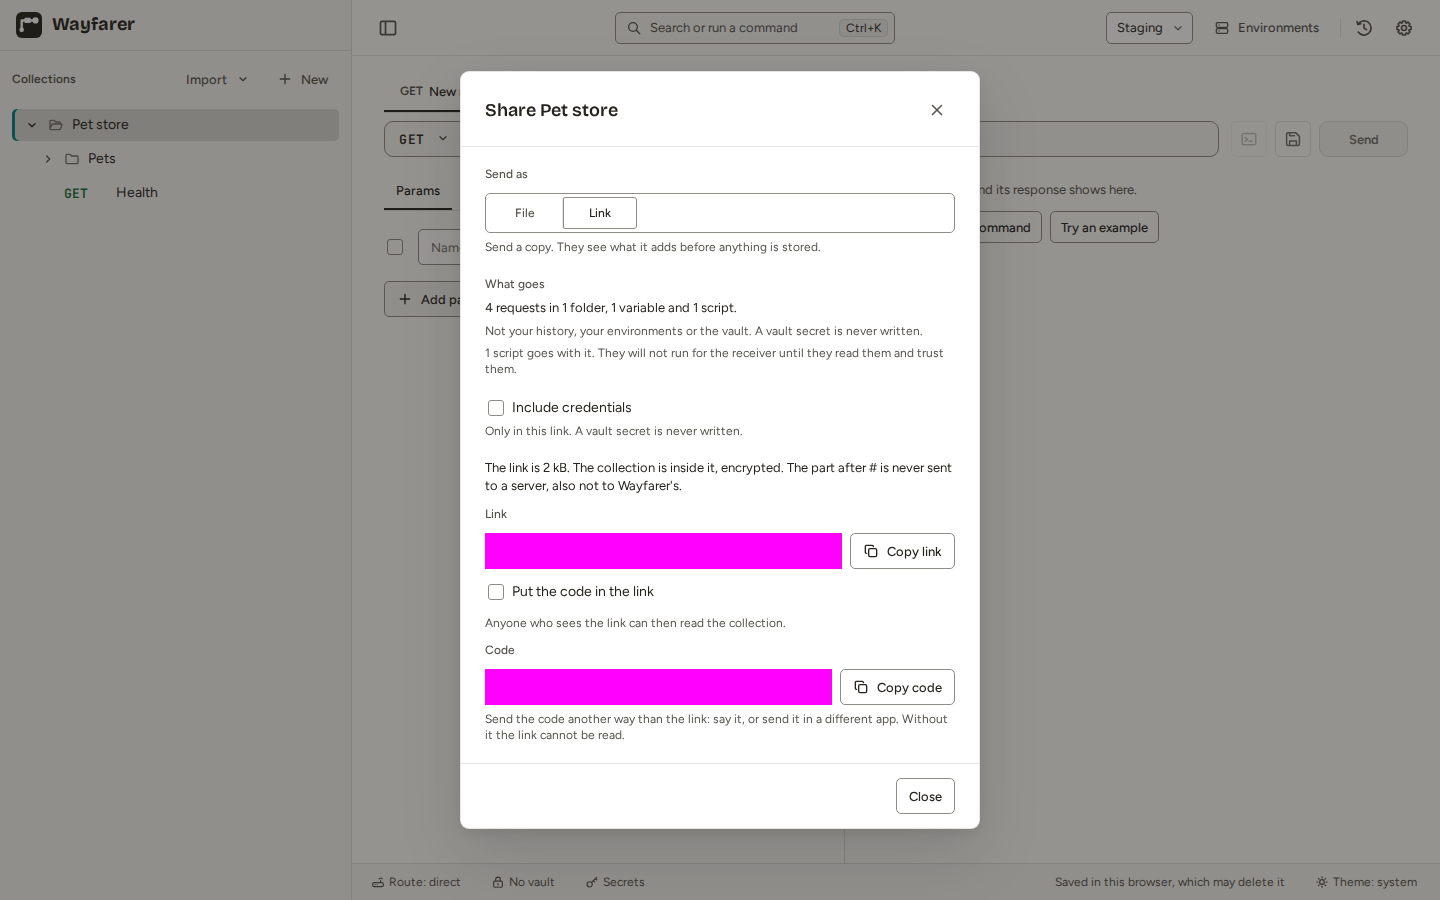 Wayfarer
Search or run a command
Ctrl+K
Staging
Environments
Collections
Import
New
Pet store
Pets
GET Health
GET New
GET
Send
Params
Name
Add pa
nd its response shows here.
ommand
Try an example
Share Pet store
Send as
File
Link
Send a copy. They see what it adds before anything is stored.
What goes
4 requests in 1 folder, 1 variable and 1 script.
Not your history, your environments or the vault. A vault secret is never written.
1 script goes with it. They will not run for the receiver until they read them and trust
them.
Include credentials
Only in this link. A vault secret is never written.
The link is 2 kB. The collection is inside it, encrypted. The part after # is never sent
to a server, also not to Wayfarer's.
Link
Copy link
Put the code in the link
Anyone who sees the link can then read the collection.
Code
Copy code
Send the code another way than the link: say it, or send it in a different app. Without
it the link cannot be read.
Close
Route: direct
No vault
Secrets
Saved in this browser, which may delete it
Theme: system